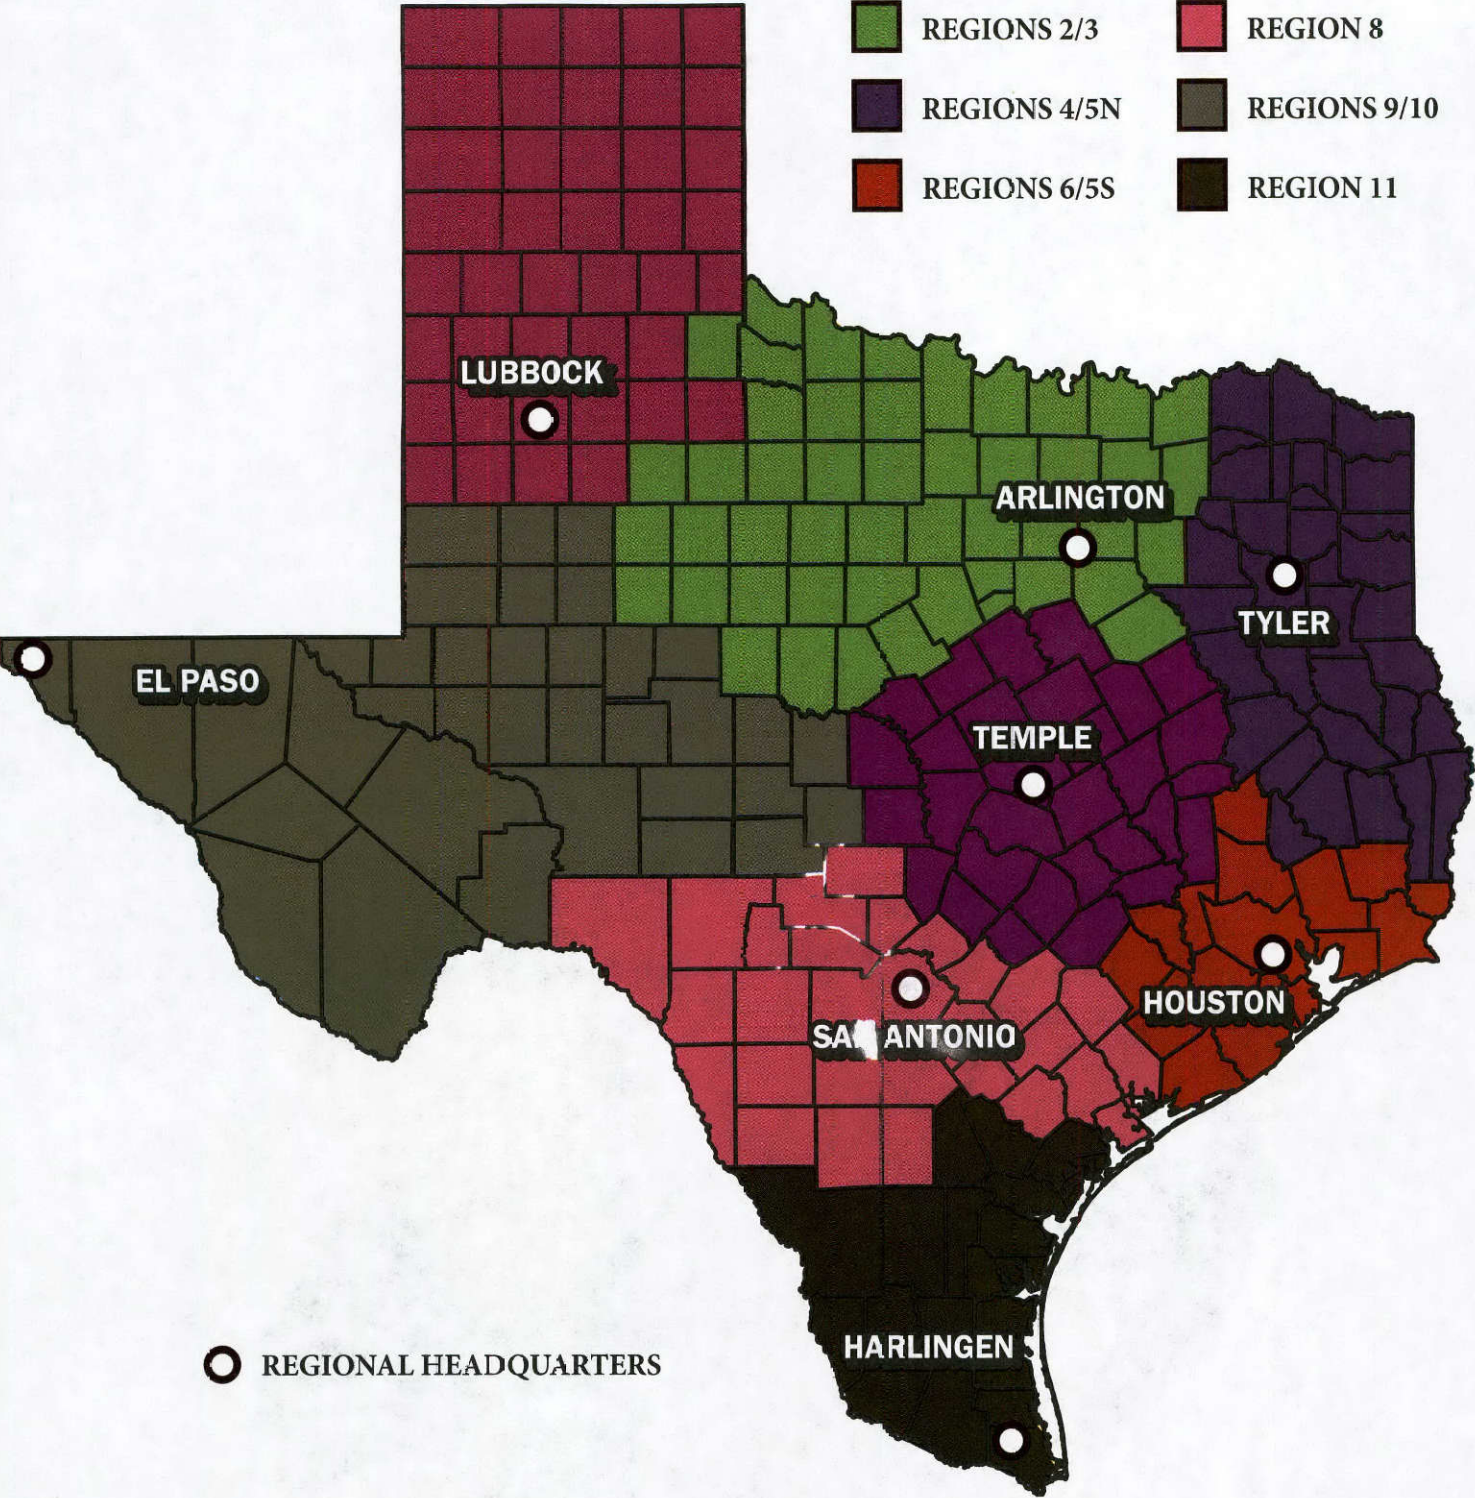 REGIONS 2/3
REGION 8
REGIONS 4/5N
REGIONS 9/10
REGIONS 6/5S
REGION 11
LUBBOCK
ARLINGTON
TYLER
EL PASO
TEMPLE
HOUSTON
SAN ANTONIO
HARLINGEN
REGIONAL HEADQUARTERS